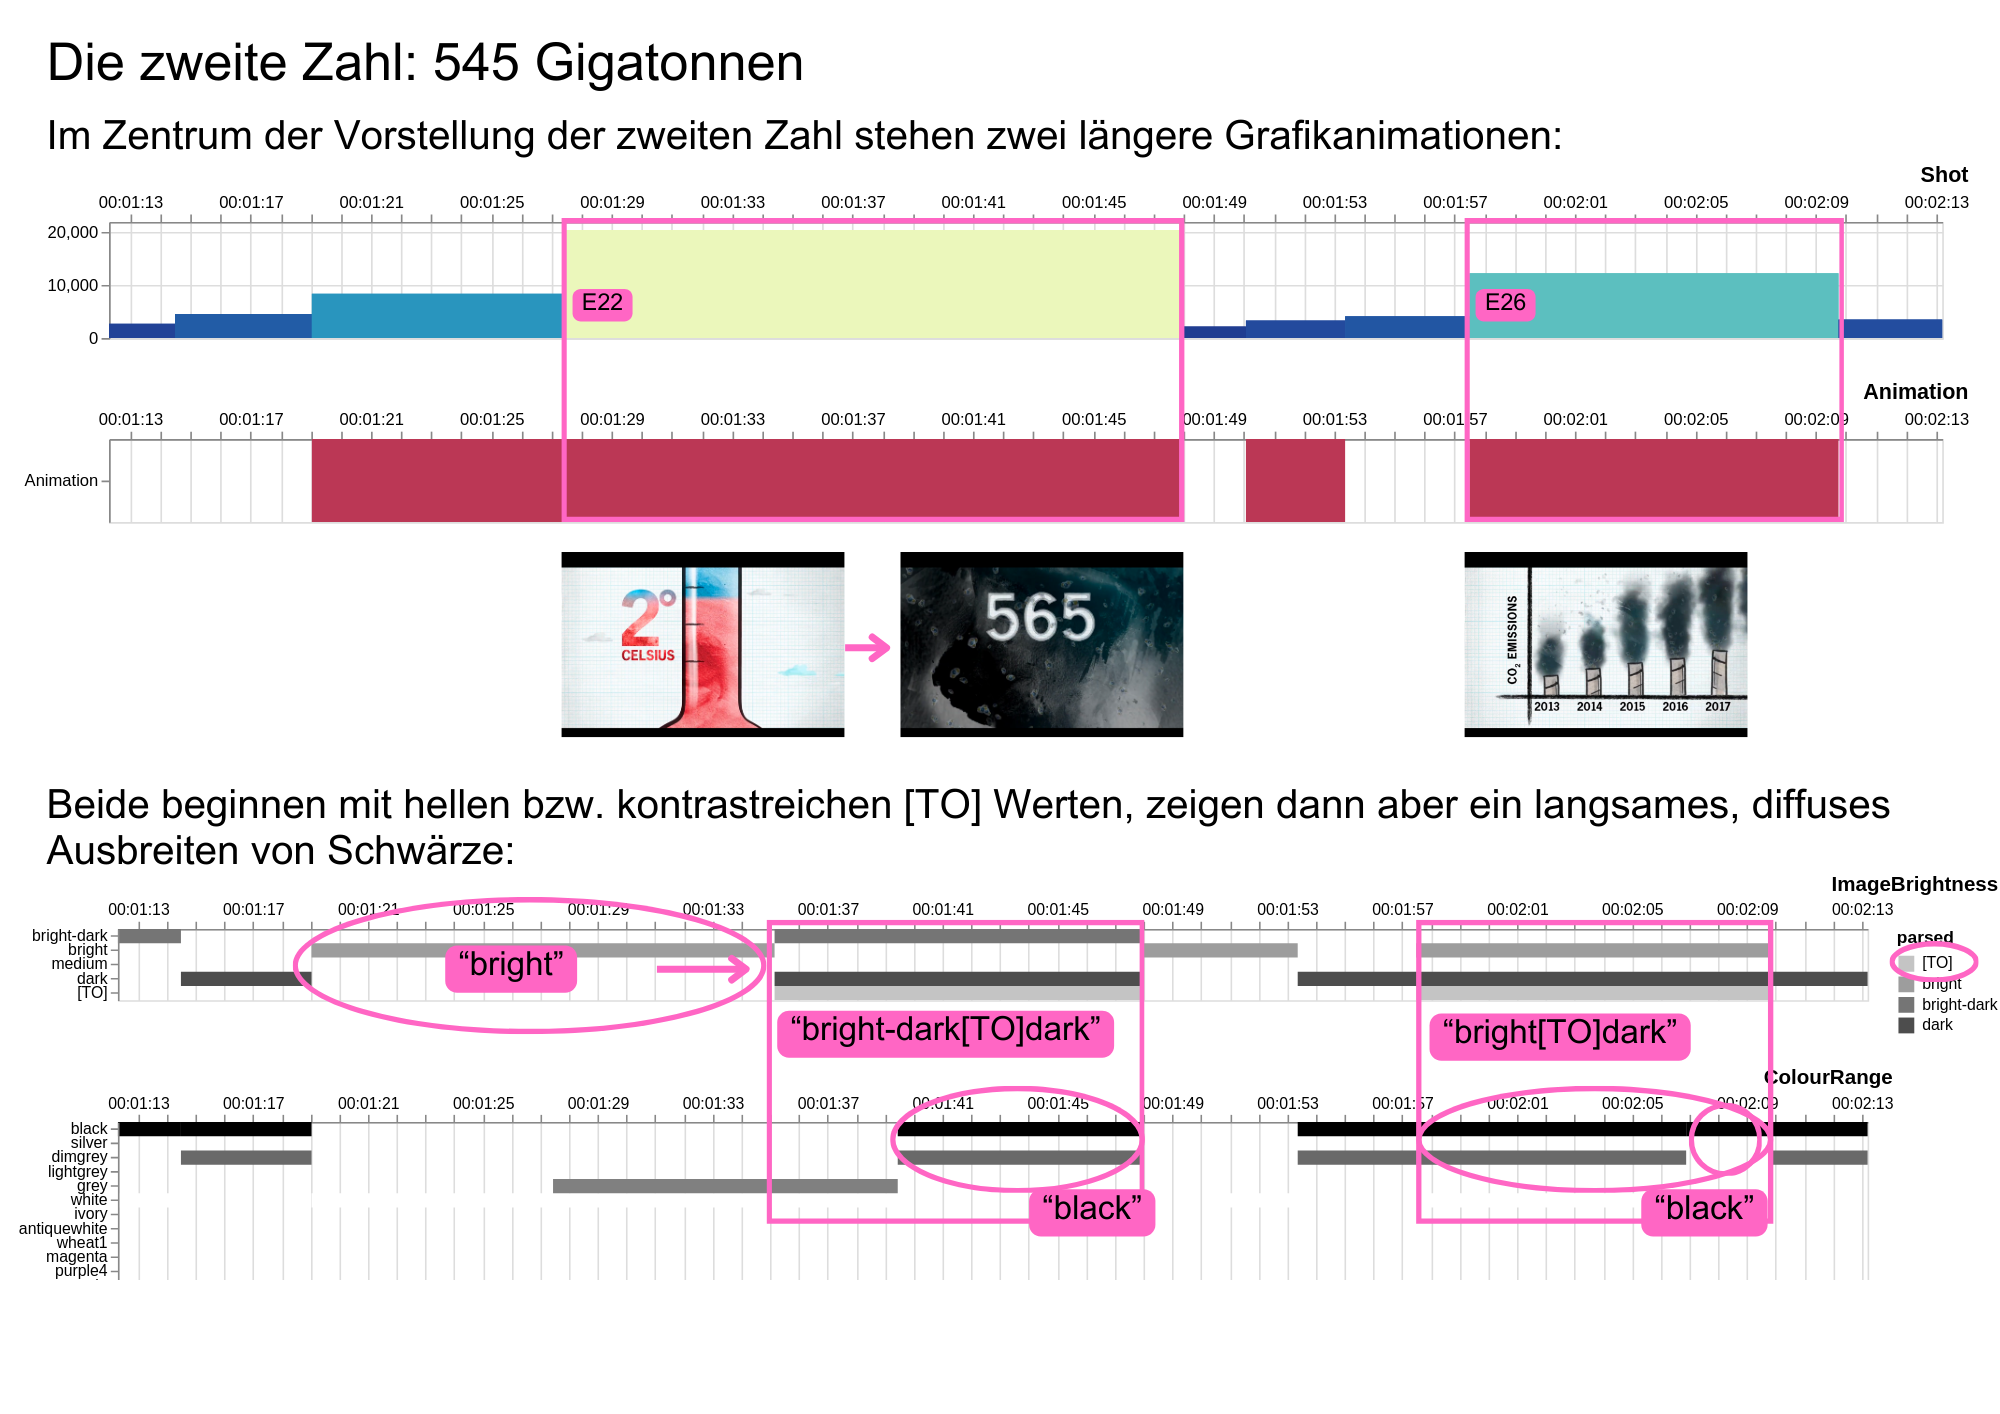 Die zweite Zahl: 545 Gigatonnen
Im Zentrum der Vorstellung der zweiten Zahl stehen zwei längere Grafikanimationen:
Shot
00:01:13 00:01:17 00:01:21 00:01:25 00:01:29 00:01:33 00:01:37 00:01:41 00:01:45 00:01:49 00:01:53 00:01:57 00:02:01 00:02:05 00:02:09 00:02:13
20,000
10,000
E22 E26
0
Animation
00:01:13 00:01:17 00:01:21 00:01:25 00:01:29 00:01:33 00:01:37 00:01:41 00:01:45 00:01:49 00:01:53 00:01:57 00:02:01 00:02:05 00:02:09 00:02:13
Animation
2°
CELSIUS
565
CO2 EMISSIONS
2013 2014 2015 2016 2017
Beide beginnen mit hellen bzw. kontrastreichen [TO] Werten, zeigen dann aber ein langsames, diffuses
Ausbreiten von Schwärze:
ImageBrightness
00:01:13 00:01:17 00:01:21 00:01:25 00:01:29 00:01:33 00:01:37 00:01:41 00:01:45 00:01:49 00:01:53 00:01:57 00:02:01 00:02:05 00:02:09 00:02:13
bright-dark
bright
medium
dark
[TO]
“bright”
“bright-dark[TO]dark”
“bright[TO]dark”
parsed
[TO]
bright
bright-dark
dark
ColourRange
00:01:13 00:01:17 00:01:21 00:01:25 00:01:29 00:01:33 00:01:37 00:01:41 00:01:45 00:01:49 00:01:53 00:01:57 00:02:01 00:02:05 00:02:09 00:02:13
black
silver
dimgrey
lightgrey
grey
white
ivory
antiquewhite
wheat1
magenta
purple4
“black” “black”